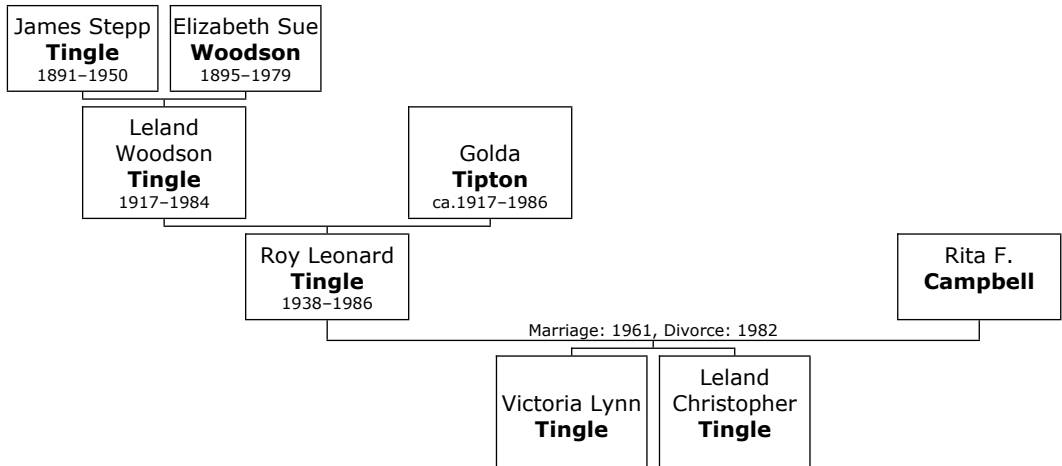 James Stepp
Tingle
1891–1950
Elizabeth Sue
Woodson
1895–1979
Leland
Woodson
Tingle
1917–1984
Golda
Tipton
ca.1917–1986
Roy Leonard
Tingle
1938–1986
Rita F.
Campbell
Marriage: 1961, Divorce: 1982
Victoria Lynn
Tingle
Leland
Christopher
Tingle